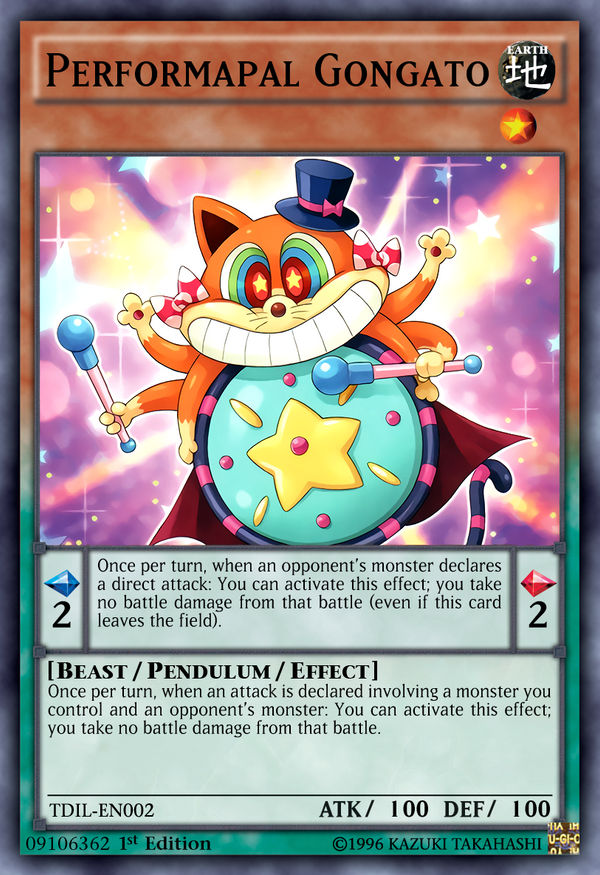 PERFORMAPAL GONGATO
EARTH
地
Once per turn, when an opponent's monster declares
a direct attack: You can activate this effect; you take
no battle damage from that battle (even if this card
leaves the field).
2
2
[BEAST / PENDULUM / EFFECT]
Once per turn, when an attack is declared involving a monster you
control and an opponent's monster: You can activate this effect;
you take no battle damage from that battle.
TDIL-EN002
ATK/ 100 DEF/ 100
09106362 1st Edition
©1996 KAZUKI TAKAHASHI